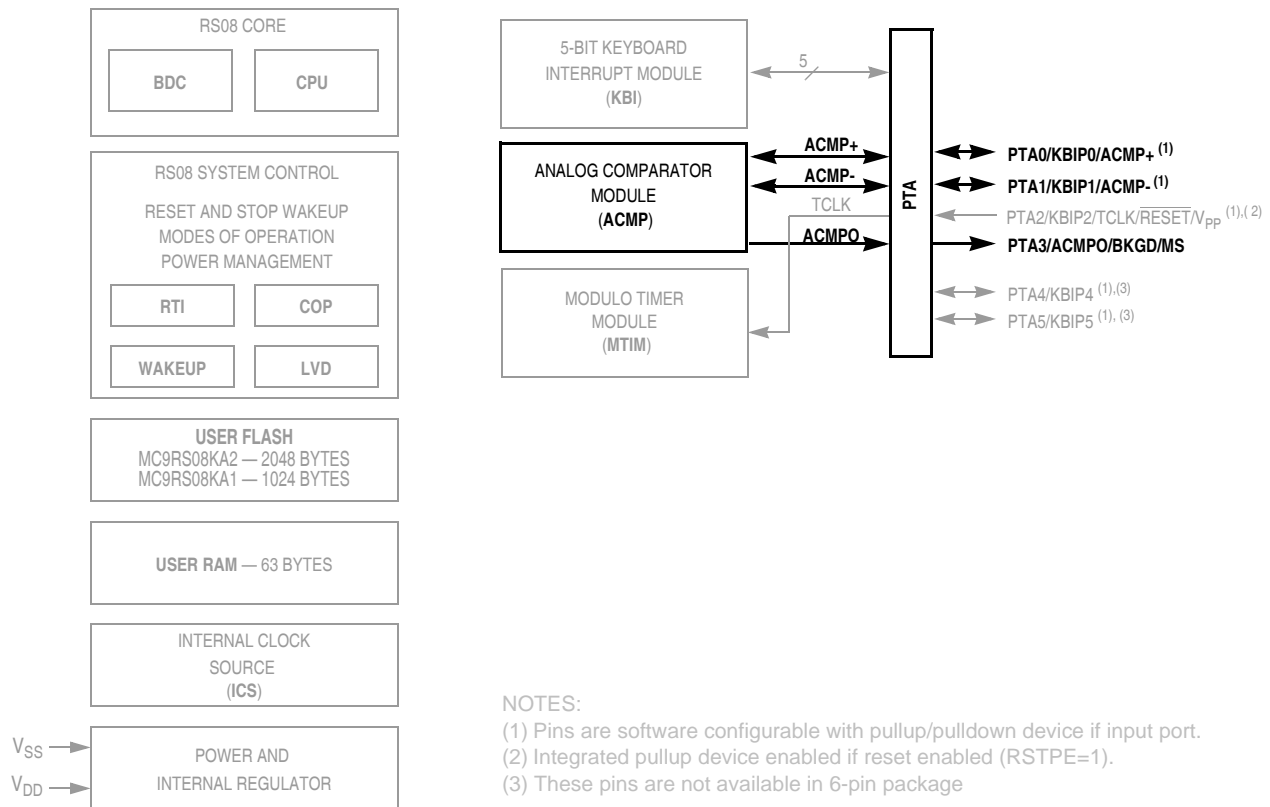 RS08 CORE
BDC
CPU
RS08 SYSTEM CONTROL
RESET AND STOP WAKEUP
MODES OF OPERATION
POWER MANAGEMENT
RTI
COP
WAKEUP
LVD
USER FLASH
MC9RS08KA2 — 2048 BYTES
MC9RS08KA1 — 1024 BYTES
USER RAM — 63 BYTES
INTERNAL CLOCK
SOURCE
(ICS)
VSS
VDD
POWER AND
INTERNAL REGULATOR
5-BIT KEYBOARD
INTERRUPT MODULE
(KBI)
5
ANALOG COMPARATOR
MODULE
(ACMP)
ACMP+
ACMP-
TCLK
ACMPO
MODULO TIMER
MODULE
(MTIM)
PTA
PTA0/KBIP0/ACMP+ (1)
PTA1/KBIP1/ACMP- (1)
PTA2/KBIP2/TCLK/RESET/VPP (1),( 2)
PTA3/ACMPO/BKGD/MS
PTA4/KBIP4 (1),(3)
PTA5/KBIP5 (1), (3)
NOTES:
(1) Pins are software configurable with pullup/pulldown device if input port.
(2) Integrated pullup device enabled if reset enabled (RSTPE=1).
(3) These pins are not available in 6-pin package